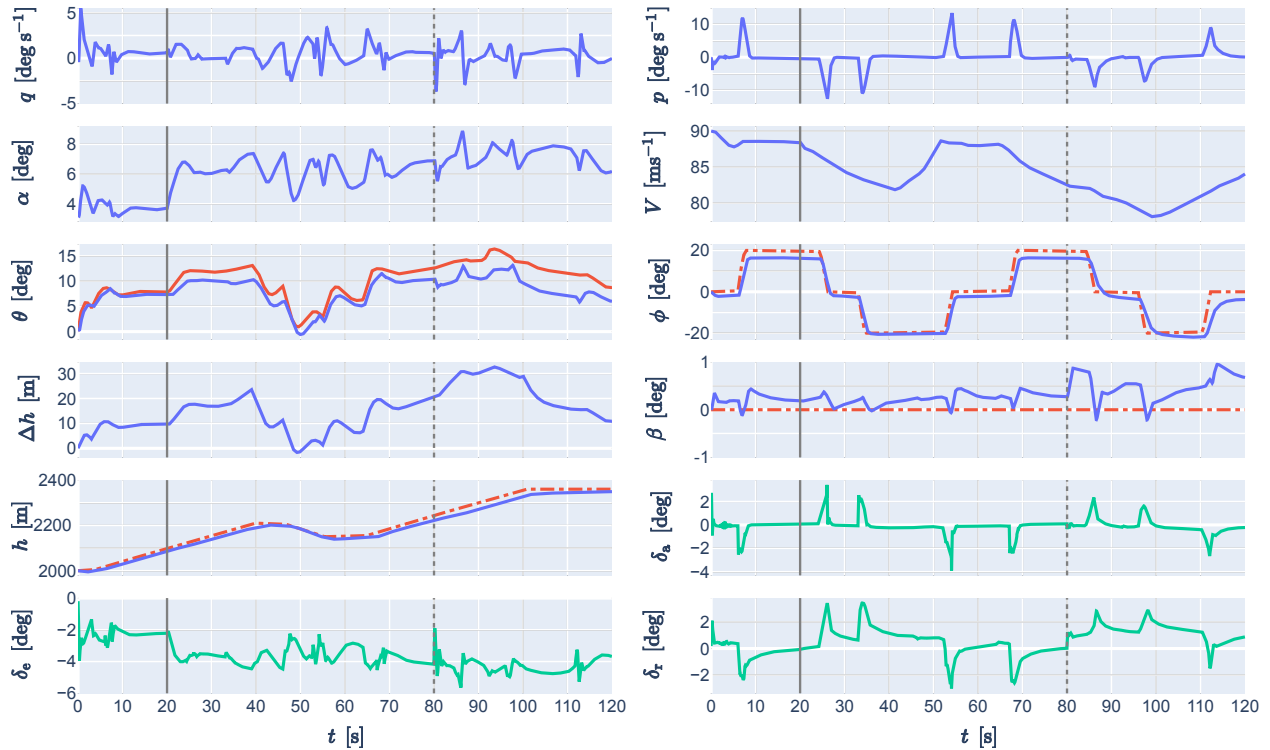 5
0
-5
q [deg s⁻¹]
10
0
-10
p [deg s⁻¹]
8
6
4
α [deg]
90
85
80
V [ms⁻¹]
15
10
5
0
θ [deg]
20
0
-20
ϕ [deg]
30
20
10
0
Δh [m]
1
0
-1
β [deg]
2400
2200
2000
h [m]
2
0
−2
−4
δa [deg]
0
−2
−4
−6
δe [deg]
2
0
−2
δr [deg]
0 10 20 30 40 50 60 70 80 90 100 110 120
t [s]
0 10 20 30 40 50 60 70 80 90 100 110 120
t [s]